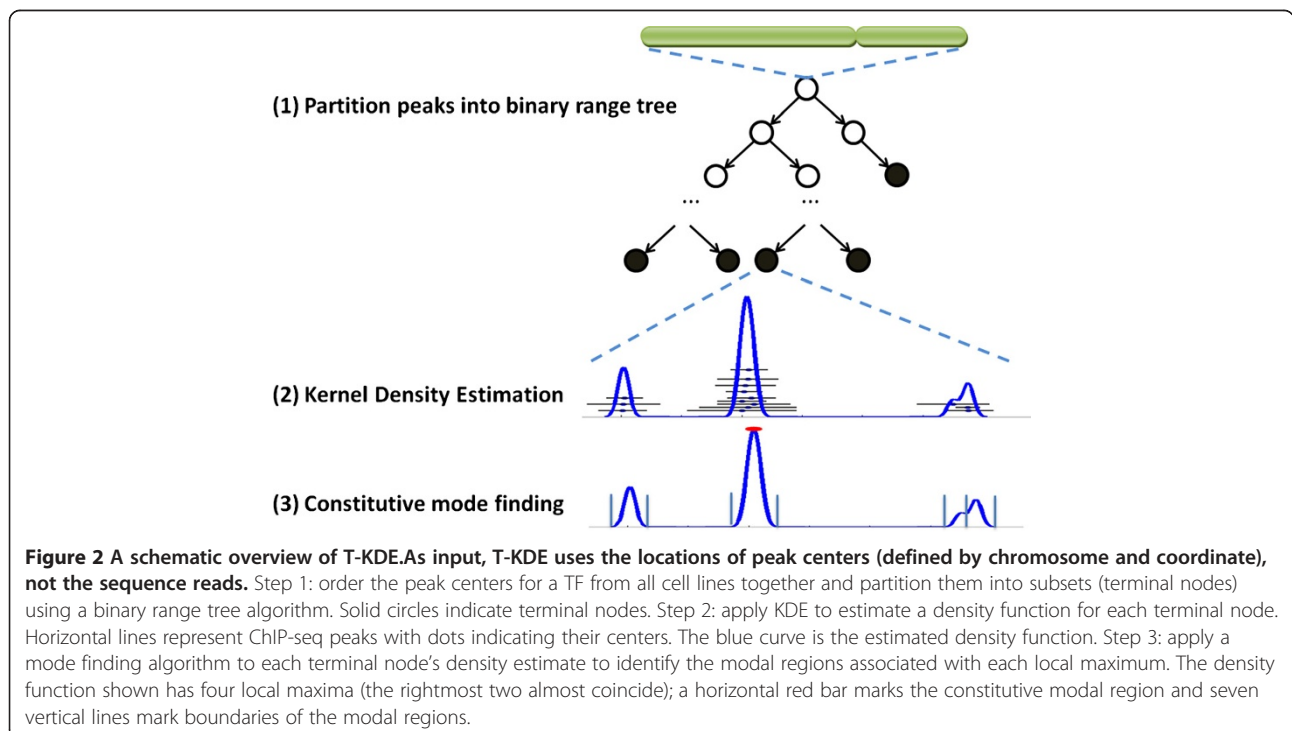 (1) Partition peaks into binary range tree
...
...
(2) Kernel Density Estimation
(3) Constitutive mode finding
Figure 2 A schematic overview of T-KDE.As input, T-KDE uses the locations of peak centers (defined by chromosome and coordinate),
not the sequence reads. Step 1: order the peak centers for a TF from all cell lines together and partition them into subsets (terminal nodes)
using a binary range tree algorithm. Solid circles indicate terminal nodes. Step 2: apply KDE to estimate a density function for each terminal node.
Horizontal lines represent ChIP-seq peaks with dots indicating their centers. The blue curve is the estimated density function. Step 3: apply a
mode finding algorithm to each terminal node's density estimate to identify the modal regions associated with each local maximum. The density
function shown has four local maxima (the rightmost two almost coincide); a horizontal red bar marks the constitutive modal region and seven
vertical lines mark boundaries of the modal regions.